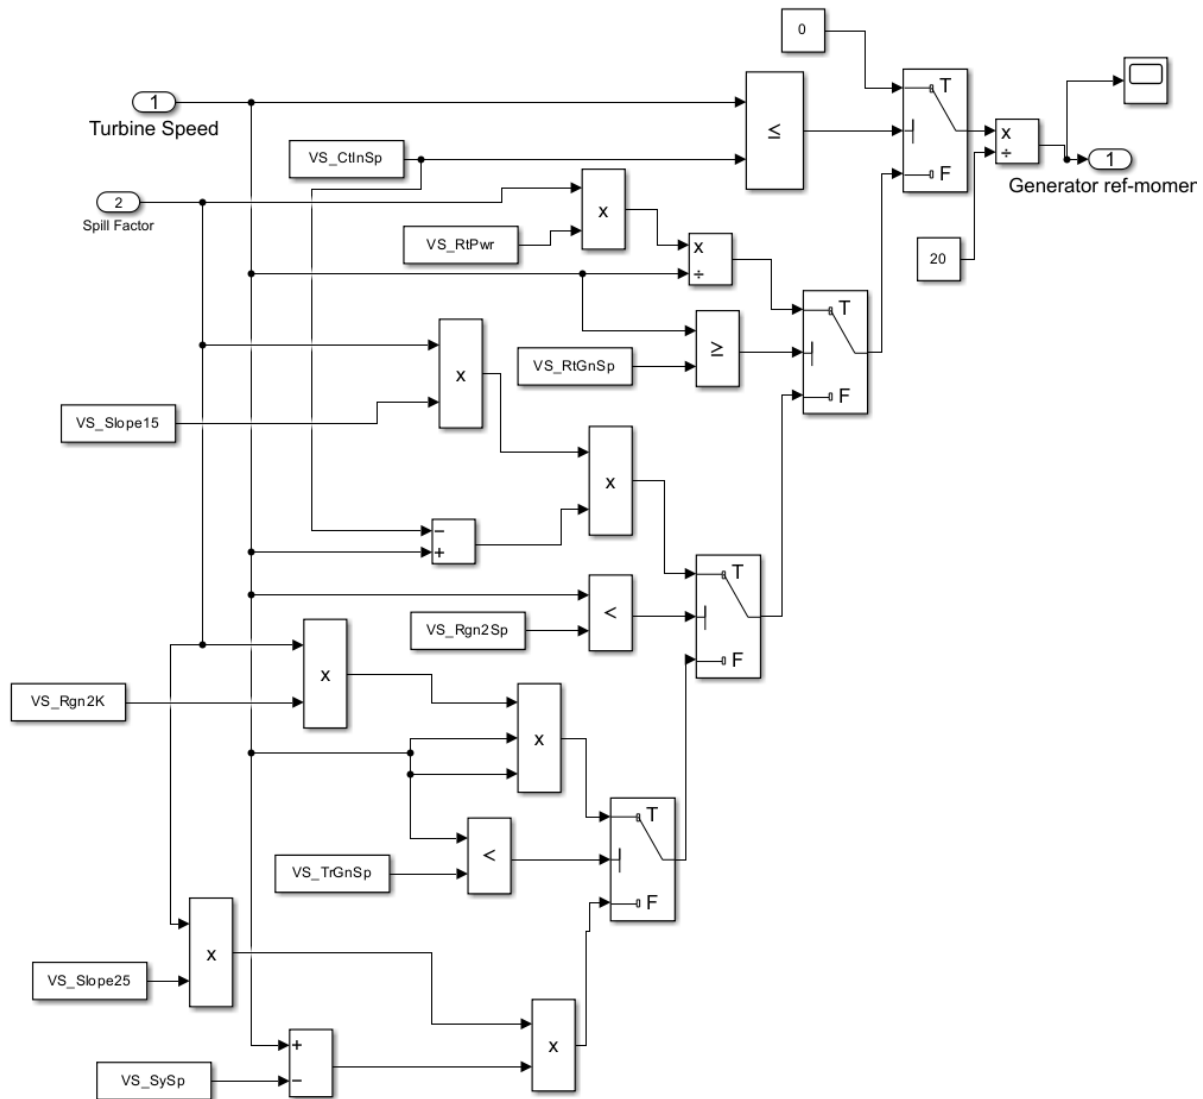 0
T
1
Turbine Speed
≤
x
÷
VS_CtInSp
F
1
Generator ref-momen
2
Spill Factor
x
VS_RtPwr
x
÷
20
T
≥
VS_RtGnSp
x
F
VS_Slope15
x
−
+
T
<
VS_Rgn2Sp
F
x
VS_Rgn2K
x
T
<
VS_TrGnSp
F
x
VS_Slope25
x
+
−
VS_SySp